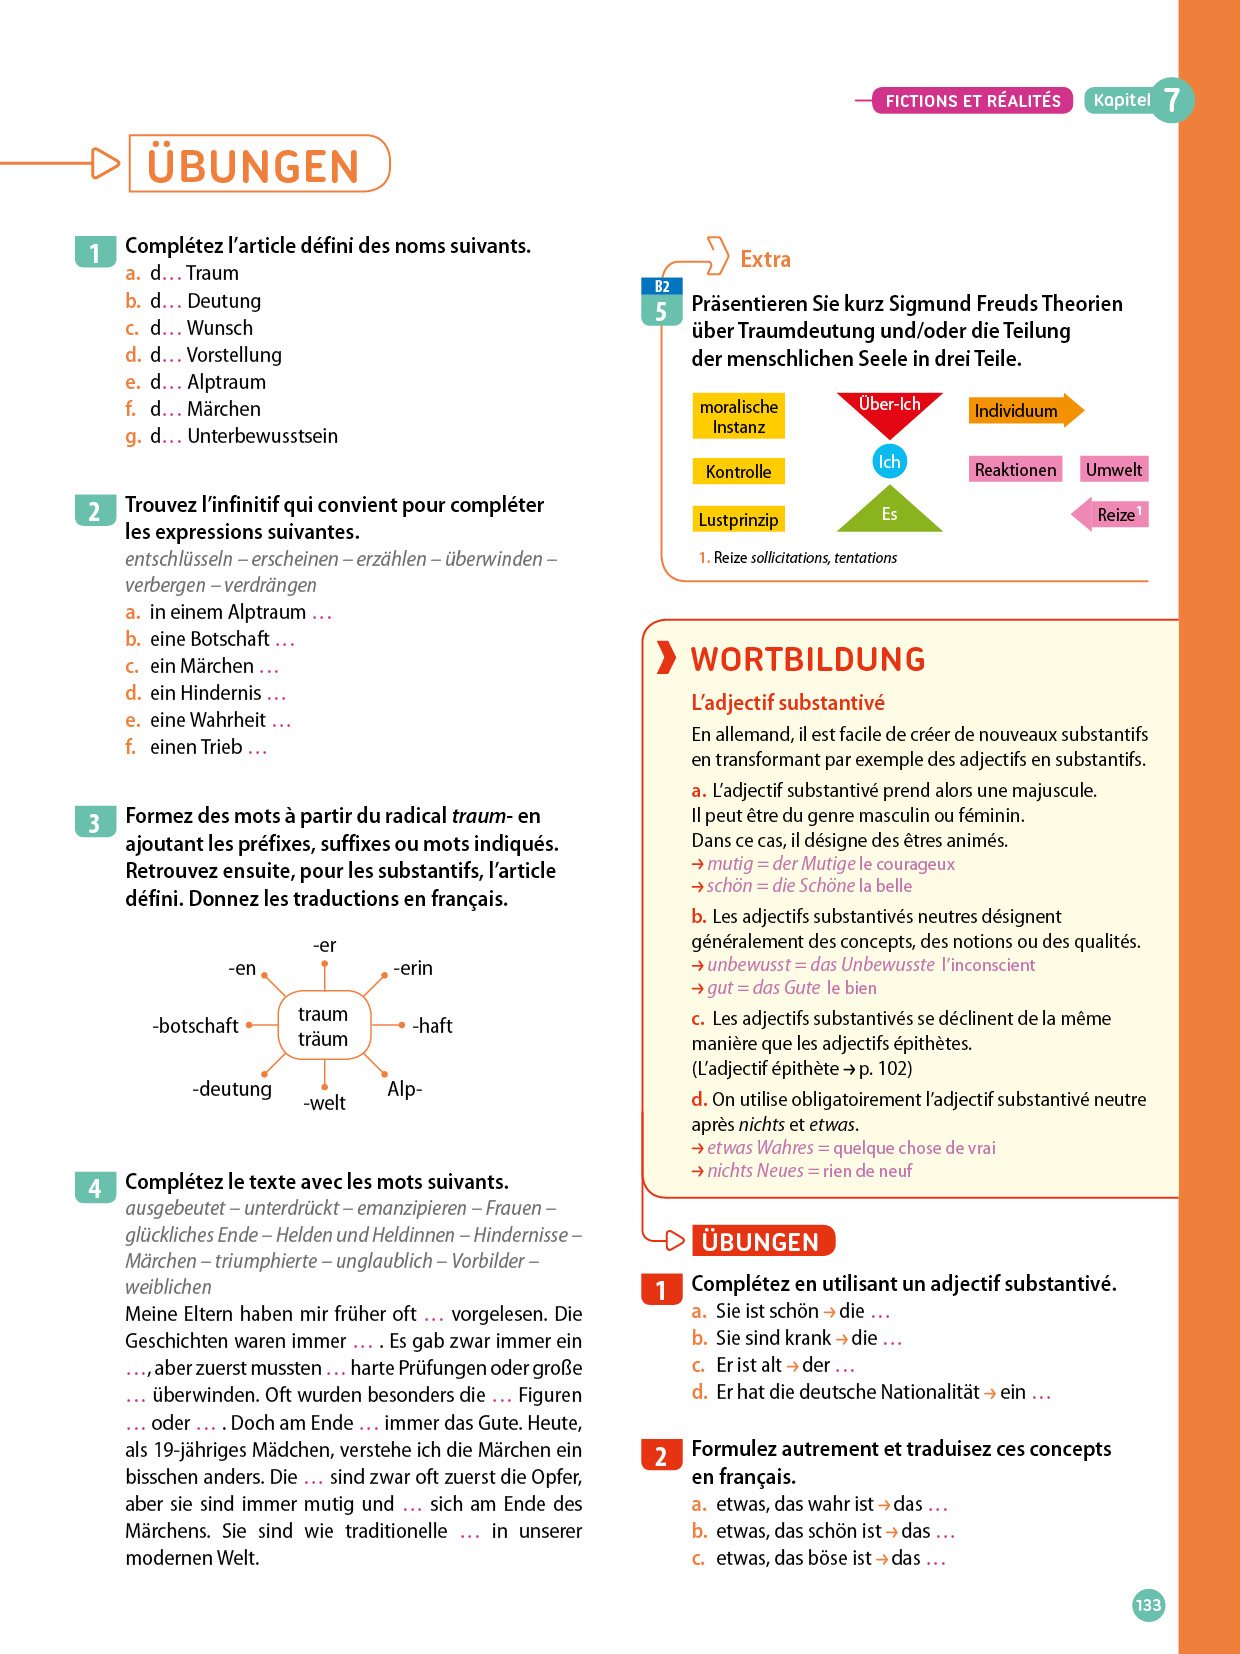 FICTIONS ET RÉALITÉS
Kapitel 7
ÜBUNGEN
1 Complétez l'article défini des noms suivants.
a. d… Traum
b. d… Deutung
c. d… Wunsch
d. d… Vorstellung
e. d… Alptraum
f. d… Märchen
g. d… Unterbewusstsein
2 Trouvez l'infinitif qui convient pour compléter
les expressions suivantes.
entschlüsseln – erscheinen – erzählen – überwinden –
verbergen – verdrängen
a. in einem Alptraum …
b. eine Botschaft …
c. ein Märchen …
d. ein Hindernis …
e. eine Wahrheit …
f. einen Trieb …
3 Formez des mots à partir du radical traum- en
ajoutant les préfixes, suffixes ou mots indiqués.
Retrouvez ensuite, pour les substantifs, l'article
défini. Donnez les traductions en français.
-er
-en
-erin
-botschaft
traum
träum
-haft
-deutung
-welt
Alp-
4 Complétez le texte avec les mots suivants.
ausgebeutet – unterdrückt – emanzipieren – Frauen –
glückliches Ende – Helden und Heldinnen – Hindernisse –
Märchen – triumphierte – unglaublich – Vorbilder –
weiblichen
Meine Eltern haben mir früher oft … vorgelesen. Die
Geschichten waren immer … . Es gab zwar immer ein
…, aber zuerst mussten … harte Prüfungen oder große
… überwinden. Oft wurden besonders die … Figuren
… oder … . Doch am Ende … immer das Gute. Heute,
als 19-jähriges Mädchen, verstehe ich die Märchen ein
bisschen anders. Die … sind zwar oft zuerst die Opfer,
aber sie sind immer mutig und … sich am Ende des
Märchens. Sie sind wie traditionelle … in unserer
modernen Welt.
Extra
B2
5 Präsentieren Sie kurz Sigmund Freuds Theorien
über Traumdeutung und/oder die Teilung
der menschlichen Seele in drei Teile.
moralische
Instanz
Über-Ich
Individuum
Kontrolle
Ich
Reaktionen
Umwelt
Lustprinzip
Es
Reize1
1. Reize sollicitations, tentations
WORTBILDUNG
L'adjectif substantivé
En allemand, il est facile de créer de nouveaux substantifs
en transformant par exemple des adjectifs en substantifs.
a. L'adjectif substantivé prend alors une majuscule.
Il peut être du genre masculin ou féminin.
Dans ce cas, il désigne des êtres animés.
→ mutig = der Mutige le courageux
→ schön = die Schöne la belle
b. Les adjectifs substantivés neutres désignent
généralement des concepts, des notions ou des qualités.
→ unbewusst = das Unbewusste l'inconscient
→ gut = das Gute le bien
c. Les adjectifs substantivés se déclinent de la même
manière que les adjectifs épithètes.
(L'adjectif épithète → p. 102)
d. On utilise obligatoirement l'adjectif substantivé neutre
après nichts et etwas.
→ etwas Wahres = quelque chose de vrai
→ nichts Neues = rien de neuf
ÜBUNGEN
1 Complétez en utilisant un adjectif substantivé.
a. Sie ist schön → die …
b. Sie sind krank → die …
c. Er ist alt → der …
d. Er hat die deutsche Nationalität → ein …
2 Formulez autrement et traduisez ces concepts
en français.
a. etwas, das wahr ist → das …
b. etwas, das schön ist → das …
c. etwas, das böse ist → das …
133